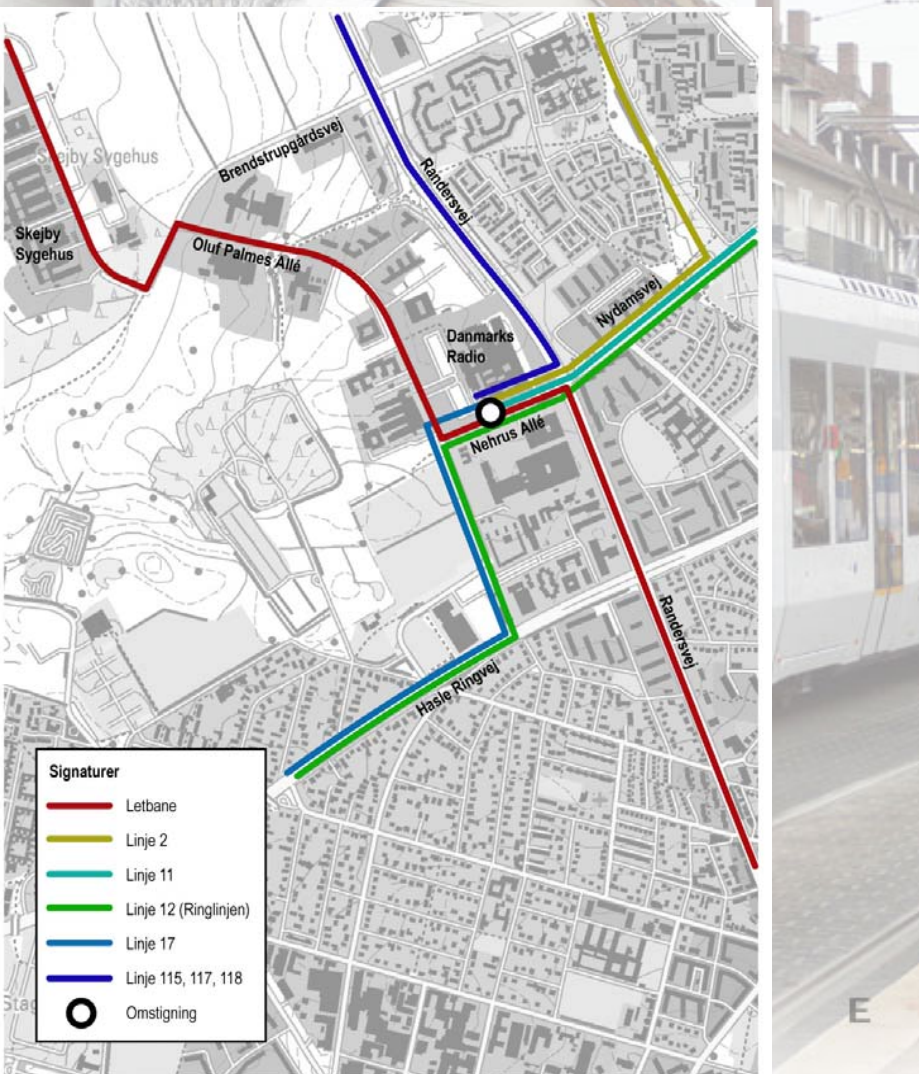 Skejby Sygehus
Brendstrupgårdsvej
Randersvej
Skejby
Sygehus
Oluf Palmes Allé
Nydamsvej
Danmarks
Radio
Nehrus Allé
Randersvej
Hasle Ringvej
Signaturer
Letbane
Linje 2
Linje 11
Linje 12 (Ringlinjen)
Linje 17
Linje 115, 117, 118
Omstigning
E